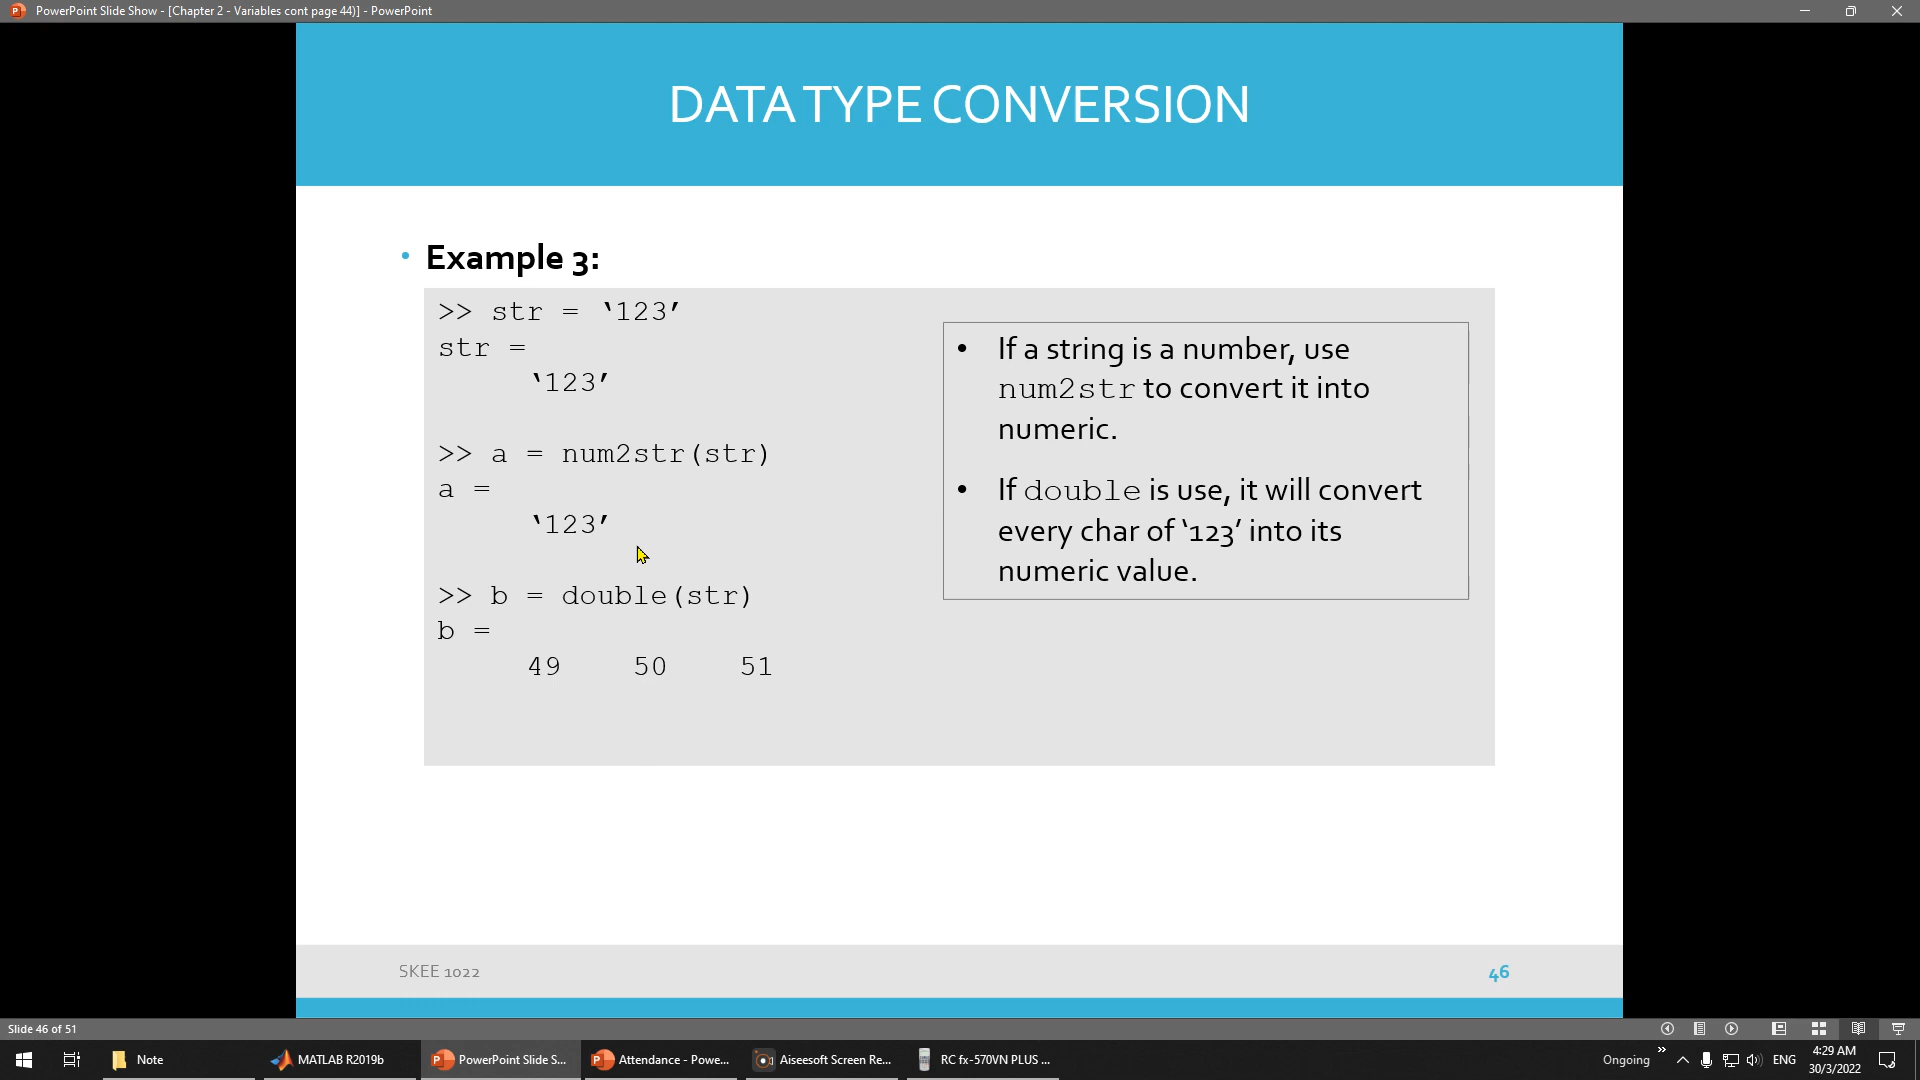 PowerPoint Slide Show - [Chapter 2 - Variables cont page 44)] - PowerPoint
DATA TYPE CONVERSION
• Example 3:
>> str = ‘123’
str =
‘123’
>> a = num2str(str)
a =
‘123’
>> b = double(str)
b =
49 50 51
• If a string is a number, use
num2str to convert it into
numeric.
• If double is use, it will convert
every char of ‘123’ into its
numeric value.
SKEE 1022
46
Slide 46 of 51
Note
MATLAB R2019b
PowerPoint Slide S...
Attendance - Powe...
Aiseesoft Screen Re...
RC fx-570VN PLUS ...
Ongoing
ENG
4:29 AM
30/3/2022